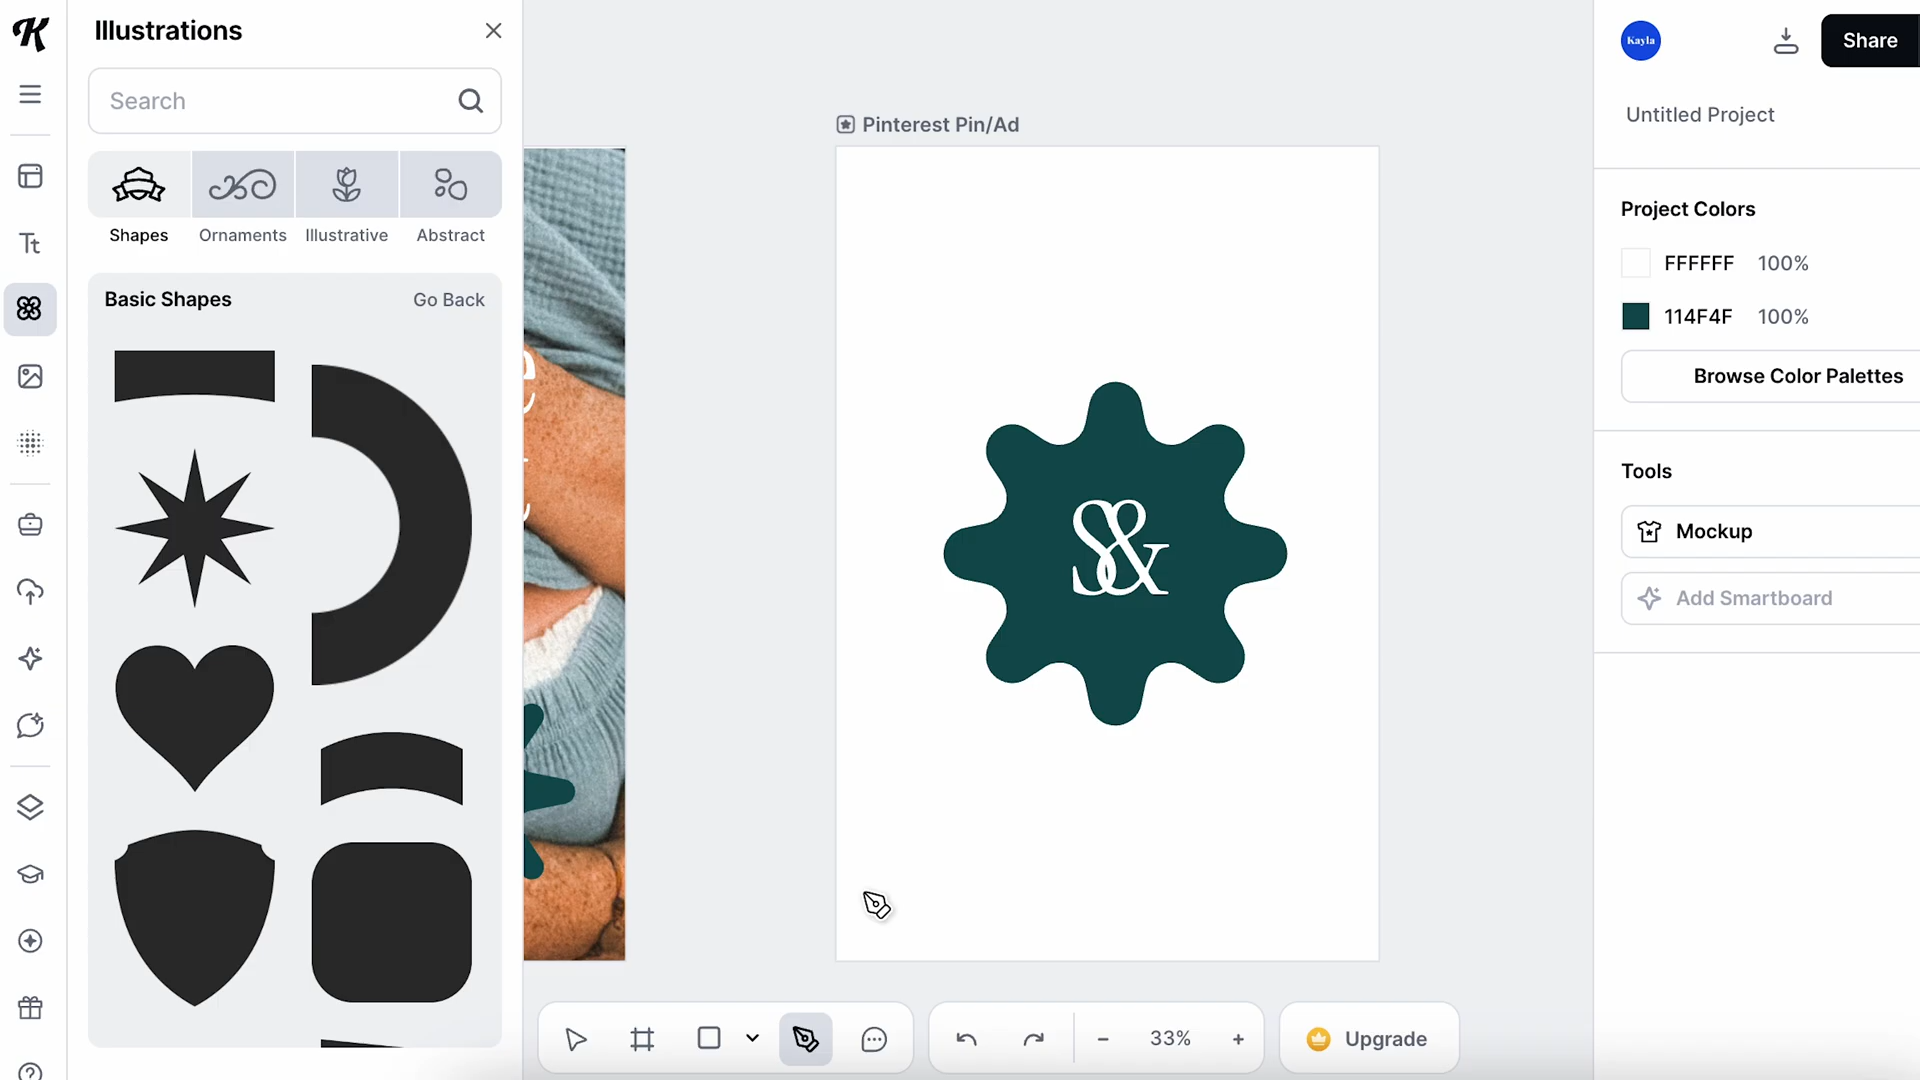 K
Illustrations
Search
Shapes
Ornaments
Illustrative
Abstract
Basic Shapes
Go Back
Tt
Pinterest Pin/Ad
S&
33%
Upgrade
Kayla
Share
Untitled Project
Project Colors
FFFFFF 100%
114F4F 100%
Browse Color Palettes
Tools
Mockup
Add Smartboard